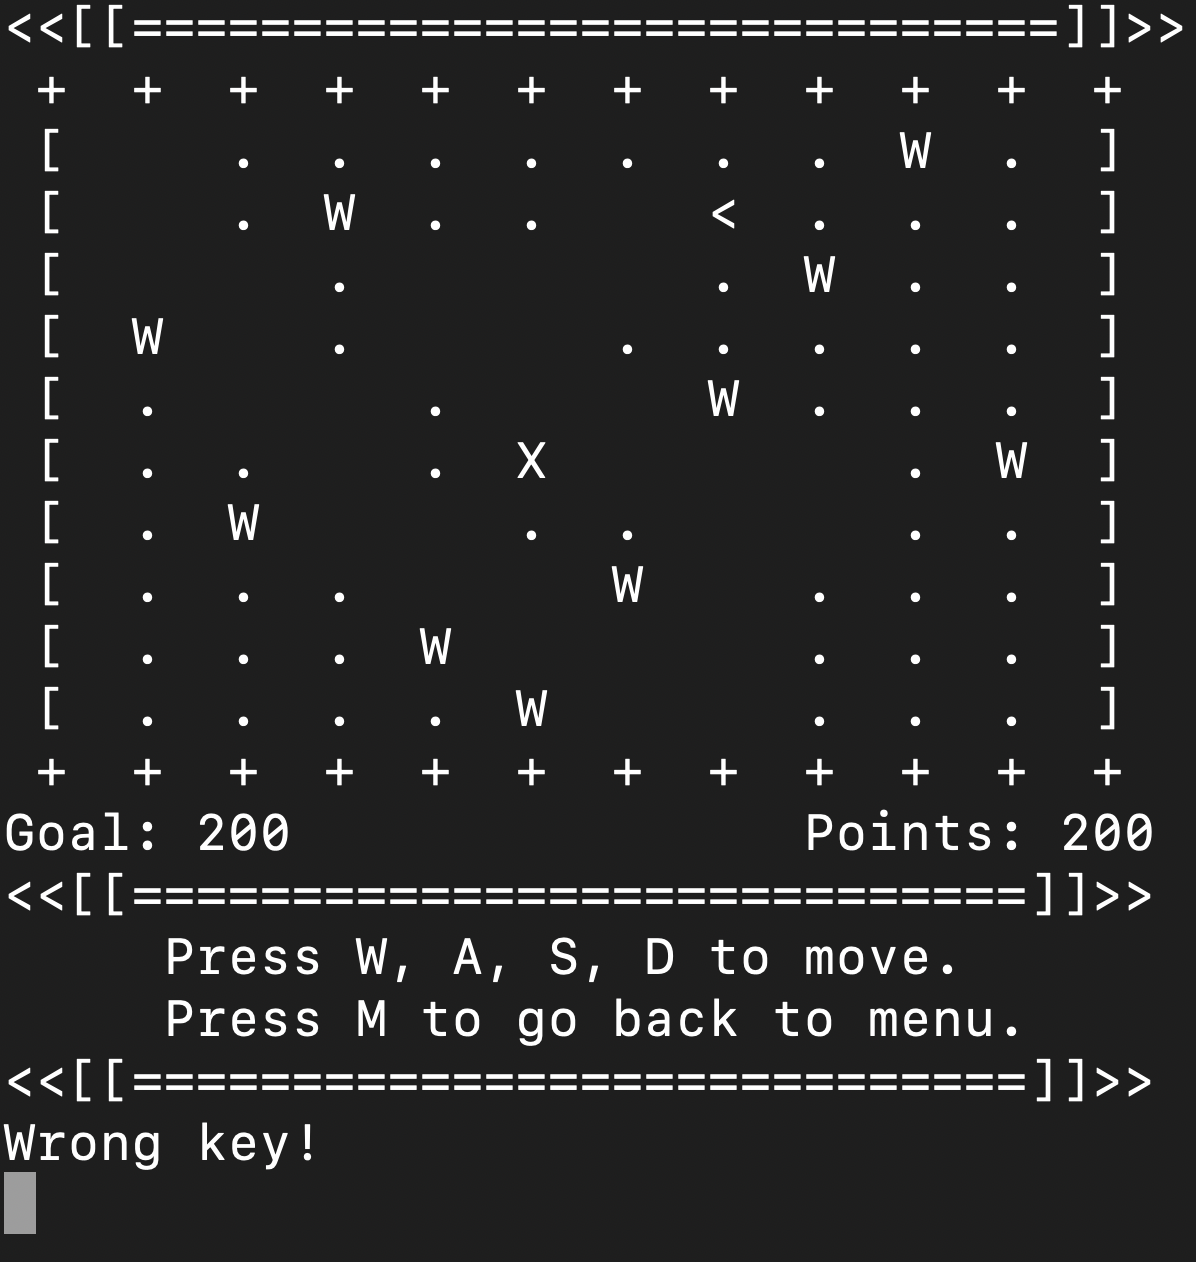 <<[[=============================]]>>
 +  +  +  +  +  +  +  +  +  +  +  +
 [     .  .  .  .  .  .  .  W  .  ]
 [     .  W  .  .     <  .  .  .  ]
 [        .           .  W  .  .  ]
 [  W     .        .  .  .  .  .  ]
 [  .        .        W  .  .  .  ]
 [  .  .     .  X           .  W  ]
 [  .  W        .  .        .  .  ]
 [  .  .  .        W     .  .  .  ]
 [  .  .  .  W           .  .  .  ]
 [  .  .  .  .  W        .  .  .  ]
 +  +  +  +  +  +  +  +  +  +  +  +
Goal: 200                Points: 200
<<[[============================]]>>
     Press W, A, S, D to move.
     Press M to go back to menu.
<<[[============================]]>>
Wrong key!